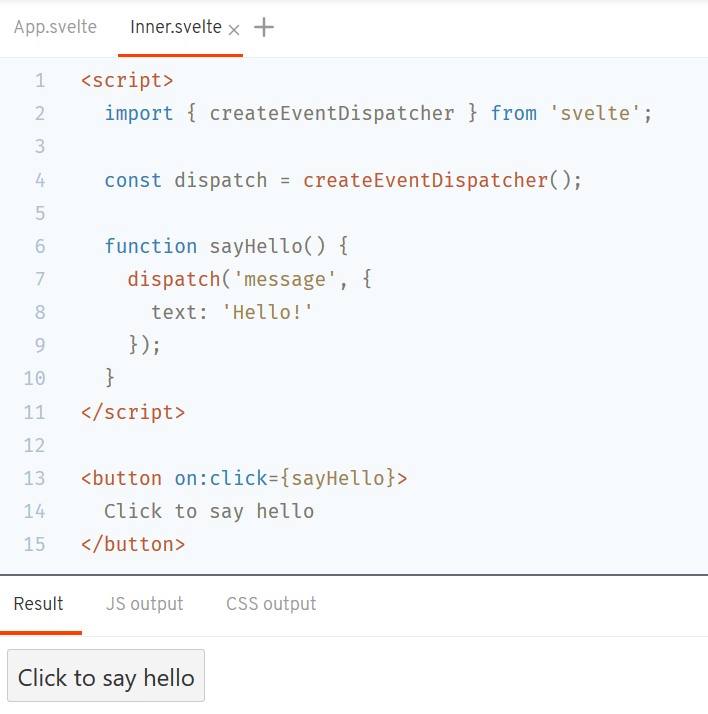 App.svelte Inner.svelte × +
1 <script>
2   import { createEventDispatcher } from 'svelte';
3
4   const dispatch = createEventDispatcher();
5
6   function sayHello() {
7     dispatch('message', {
8       text: 'Hello!'
9     });
10   }
11 </script>
12
13 <button on:click={sayHello}>
14   Click to say hello
15 </button>
Result JS output CSS output
Click to say hello